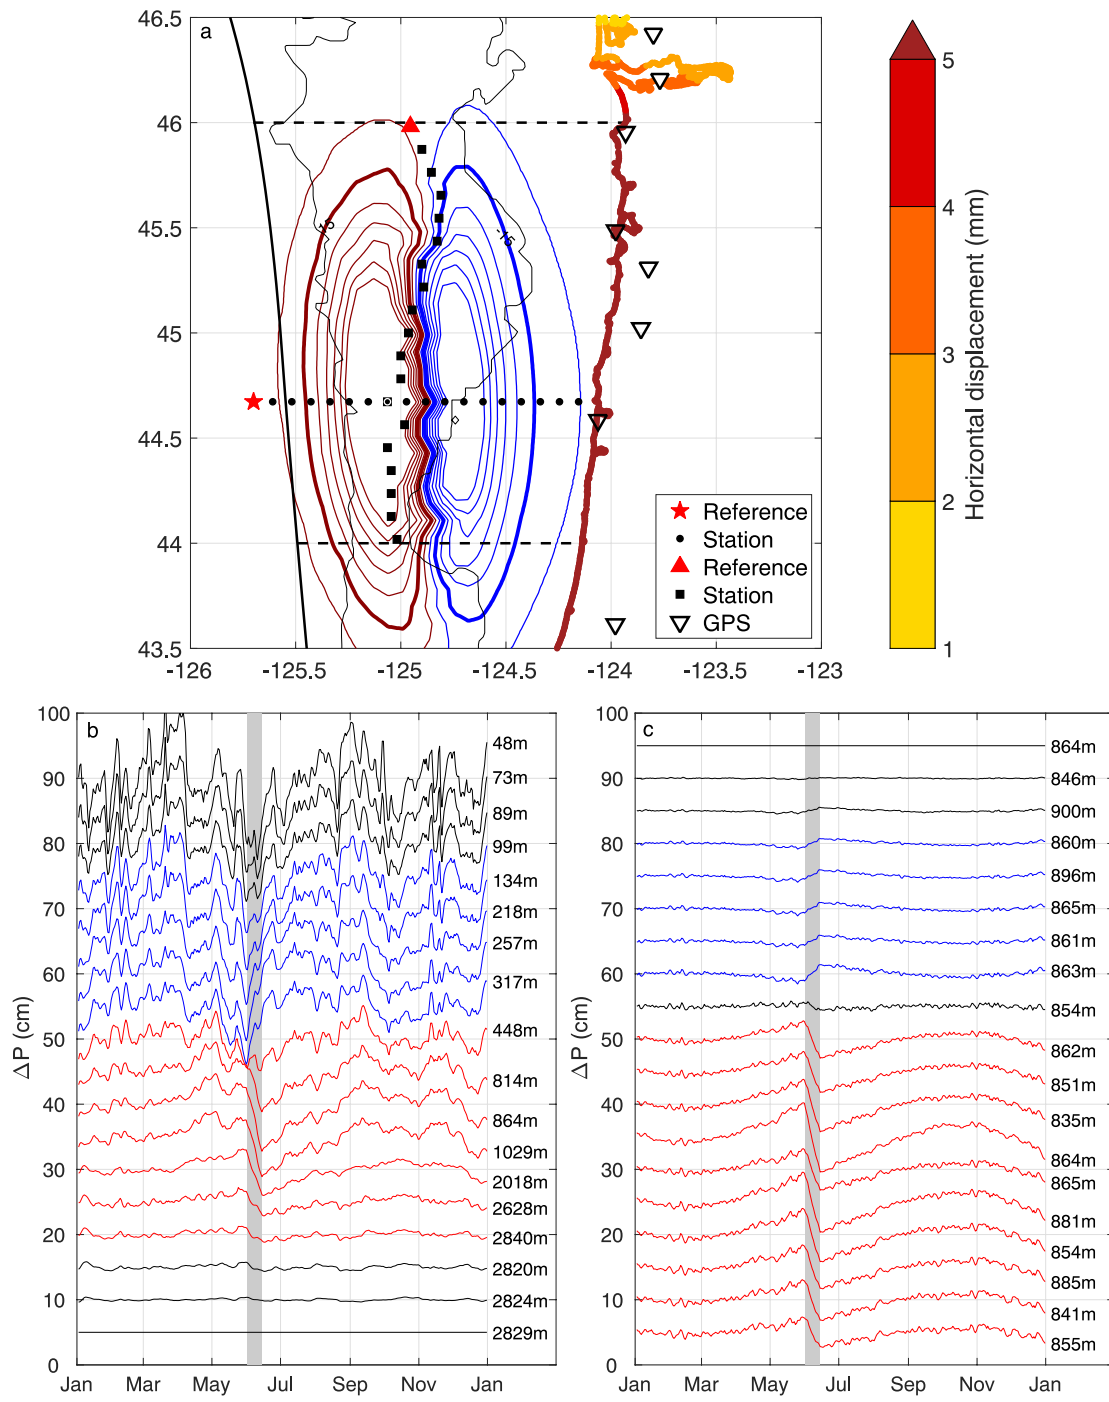 a
46.5
46
45.5
45
44.5
44
43.5
-126
-125.5
-125
-124.5
-124
-123.5
-123
15
-15
Reference
Station
Reference
Station
GPS
5
4
3
2
1
Horizontal displacement (mm)
b
100
90
80
70
60
50
40
30
20
10
0
ΔP (cm)
Jan
Mar
May
Jul
Sep
Nov
Jan
48m
73m
89m
99m
134m
218m
257m
317m
448m
814m
864m
1029m
2018m
2628m
2840m
2820m
2824m
2829m
c
100
90
80
70
60
50
40
30
20
10
0
ΔP (cm)
Jan
Mar
May
Jul
Sep
Nov
Jan
864m
846m
900m
860m
896m
865m
861m
863m
854m
862m
851m
835m
864m
865m
881m
854m
885m
841m
855m